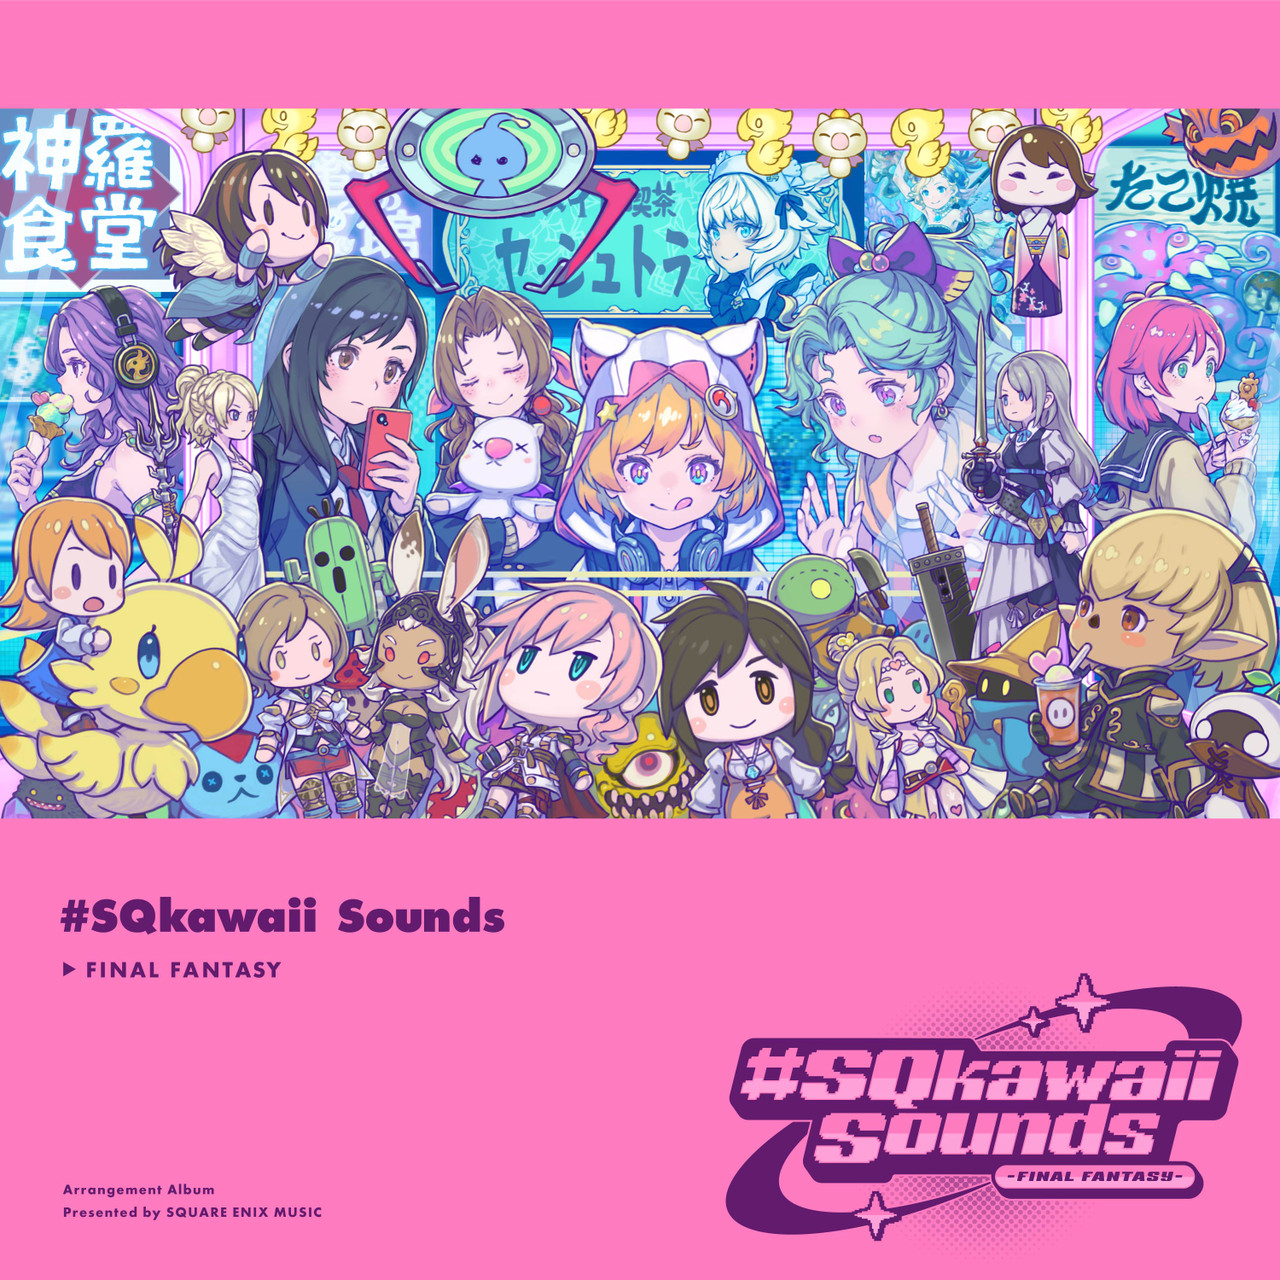 神羅
食堂
喫茶
ヤ・シュトラ
たこ焼
#SQkawaii Sounds
▶ FINAL FANTASY
#SQkawaii
Sounds
-FINAL FANTASY-
Arrangement Album
Presented by SQUARE ENIX MUSIC